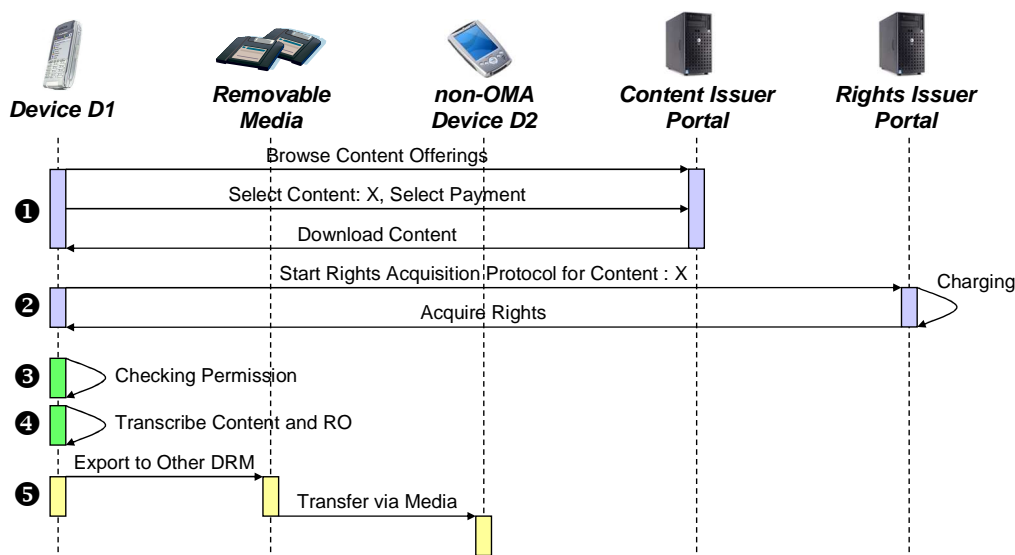 Device D1
Removable
Media
non-OMA
Device D2
Content Issuer
Portal
Rights Issuer
Portal
Browse Content Offerings
❶
Select Content: X, Select Payment
Download Content
Start Rights Acquisition Protocol for Content : X
Charging
❷
Acquire Rights
❸
Checking Permission
❹
Transcribe Content and RO
Export to Other DRM
❺
Transfer via Media